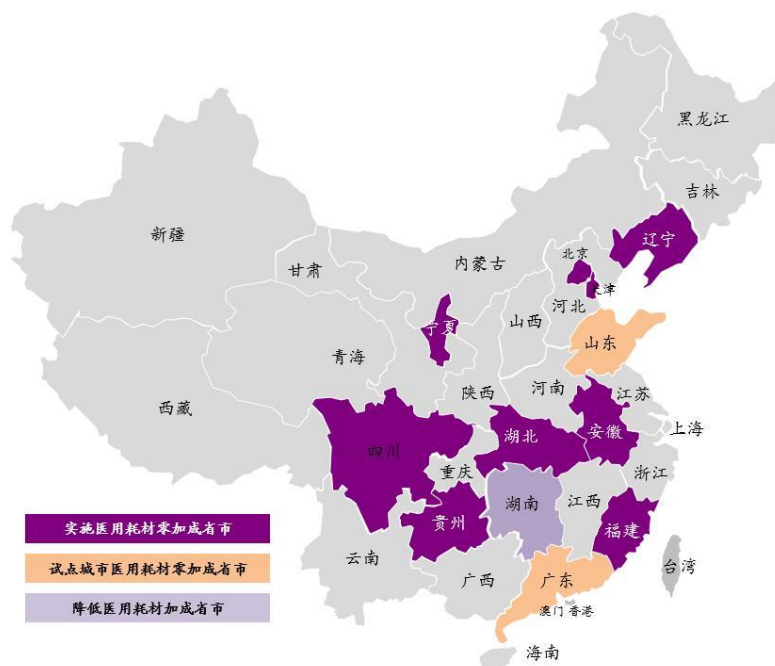 黑龙江
吉林
辽宁
新疆
内蒙古
甘肃
北京
天津
河北
宁夏
山西
山东
青海
陕西
河南
江苏
西藏
四川
湖北
安徽
上海
重庆
浙江
湖南
江西
贵州
福建
云南
广西
广东
台湾
澳门 香港
海南
实施医用耗材零加成省市
试点城市医用耗材零加成省市
降低医用耗材加成省市